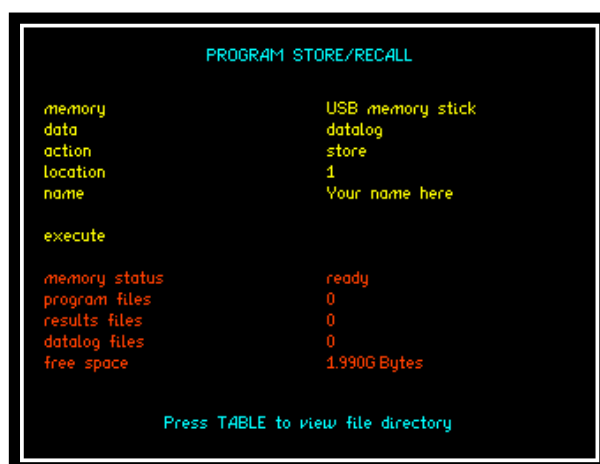 PROGRAM STORE/RECALL
memory USB memory stick
data datalog
action store
location 1
name Your name here
execute
memory status ready
program files 0
results files 0
datalog files 0
free space 1.990G Bytes
Press TABLE to view file directory